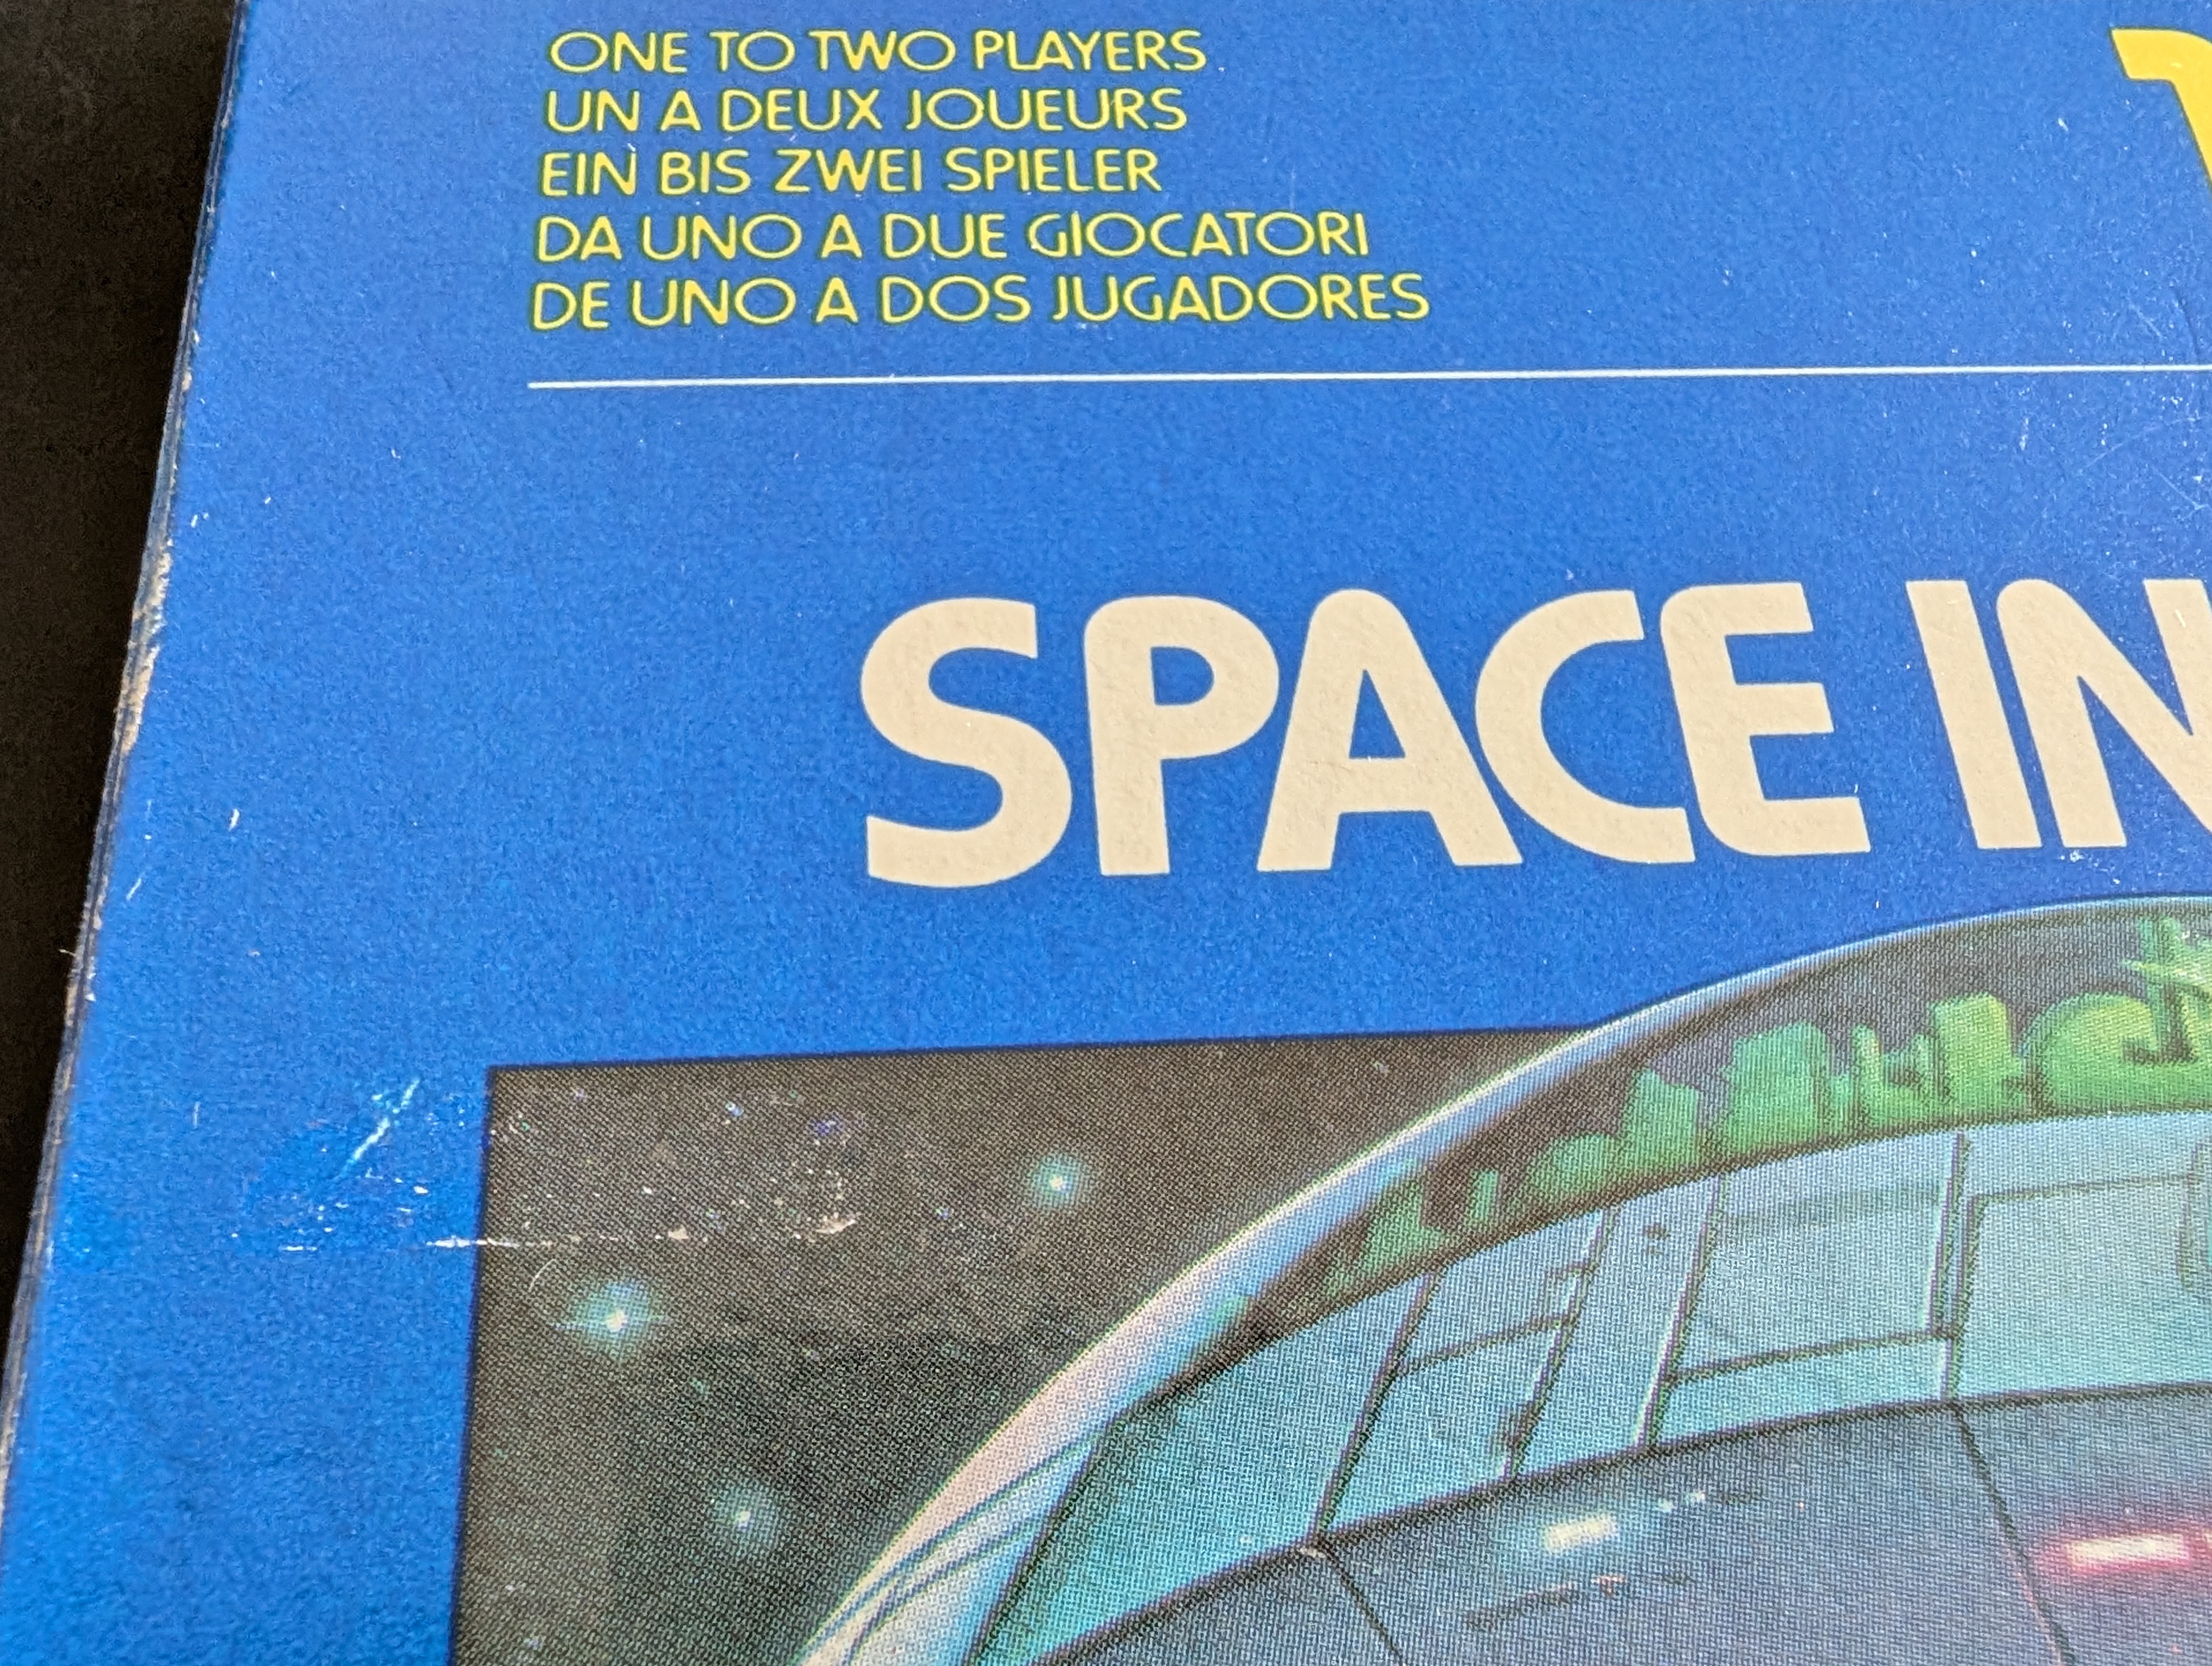 ONE TO TWO PLAYERS
UN A DEUX JOUEURS
EIN BIS ZWEI SPIELER
DA UNO A DUE GIOCATORI
DE UNO A DOS JUGADORES
SPACE IN